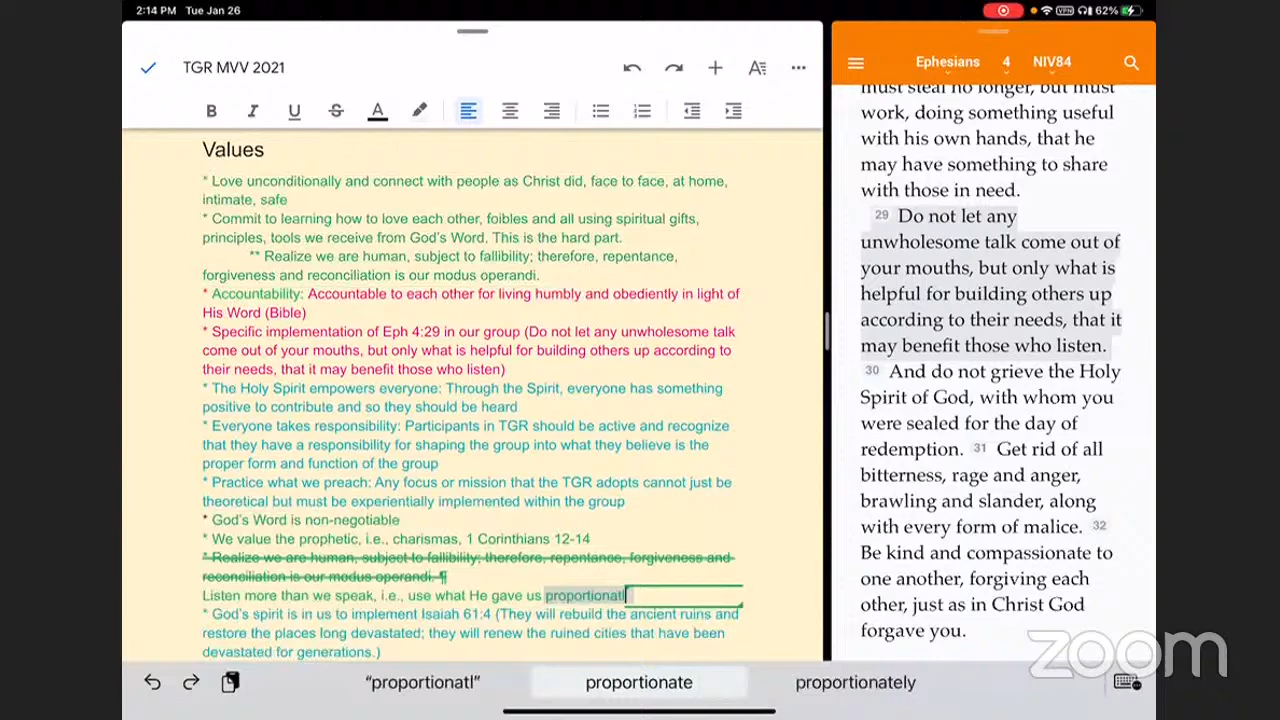 2:14 PM Tue Jan 26
VPN 62%
TGR MVV 2021
B I U S A
Values
* Love unconditionally and connect with people as Christ did, face to face, at home,
intimate, safe
* Commit to learning how to love each other, foibles and all using spiritual gifts,
principles, tools we receive from God's Word. This is the hard part.
** Realize we are human, subject to fallibility; therefore, repentance,
forgiveness and reconciliation is our modus operandi.
* Accountability: Accountable to each other for living humbly and obediently in light of
His Word (Bible)
* Specific implementation of Eph 4:29 in our group (Do not let any unwholesome talk
come out of your mouths, but only what is helpful for building others up according to
their needs, that it may benefit those who listen)
* The Holy Spirit empowers everyone: Through the Spirit, everyone has something
positive to contribute and so they should be heard
* Everyone takes responsibility: Participants in TGR should be active and recognize
that they have a responsibility for shaping the group into what they believe is the
proper form and function of the group
* Practice what we preach: Any focus or mission that the TGR adopts cannot just be
theoretical but must be experientially implemented within the group
* God's Word is non-negotiable
* We value the prophetic, i.e., charismas, 1 Corinthians 12-14
* Realize we are human, subject to fallibility; therefore, repentance, forgiveness and
reconciliation is our modus operandi. ¶
Listen more than we speak, i.e., use what He gave us proportionatl
* God's spirit is in us to implement Isaiah 61:4 (They will rebuild the ancient ruins and
restore the places long devastated; they will renew the ruined cities that have been
devastated for generations.)
"proportionatl" proportionate proportionately
Ephesians 4 NIV84
must steal no longer, but must
work, doing something useful
with his own hands, that he
may have something to share
with those in need.
29 Do not let any
unwholesome talk come out of
your mouths, but only what is
helpful for building others up
according to their needs, that it
may benefit those who listen.
30 And do not grieve the Holy
Spirit of God, with whom you
were sealed for the day of
redemption. 31 Get rid of all
bitterness, rage and anger,
brawling and slander, along
with every form of malice. 32
Be kind and compassionate to
one another, forgiving each
other, just as in Christ God
forgave you.
zoom